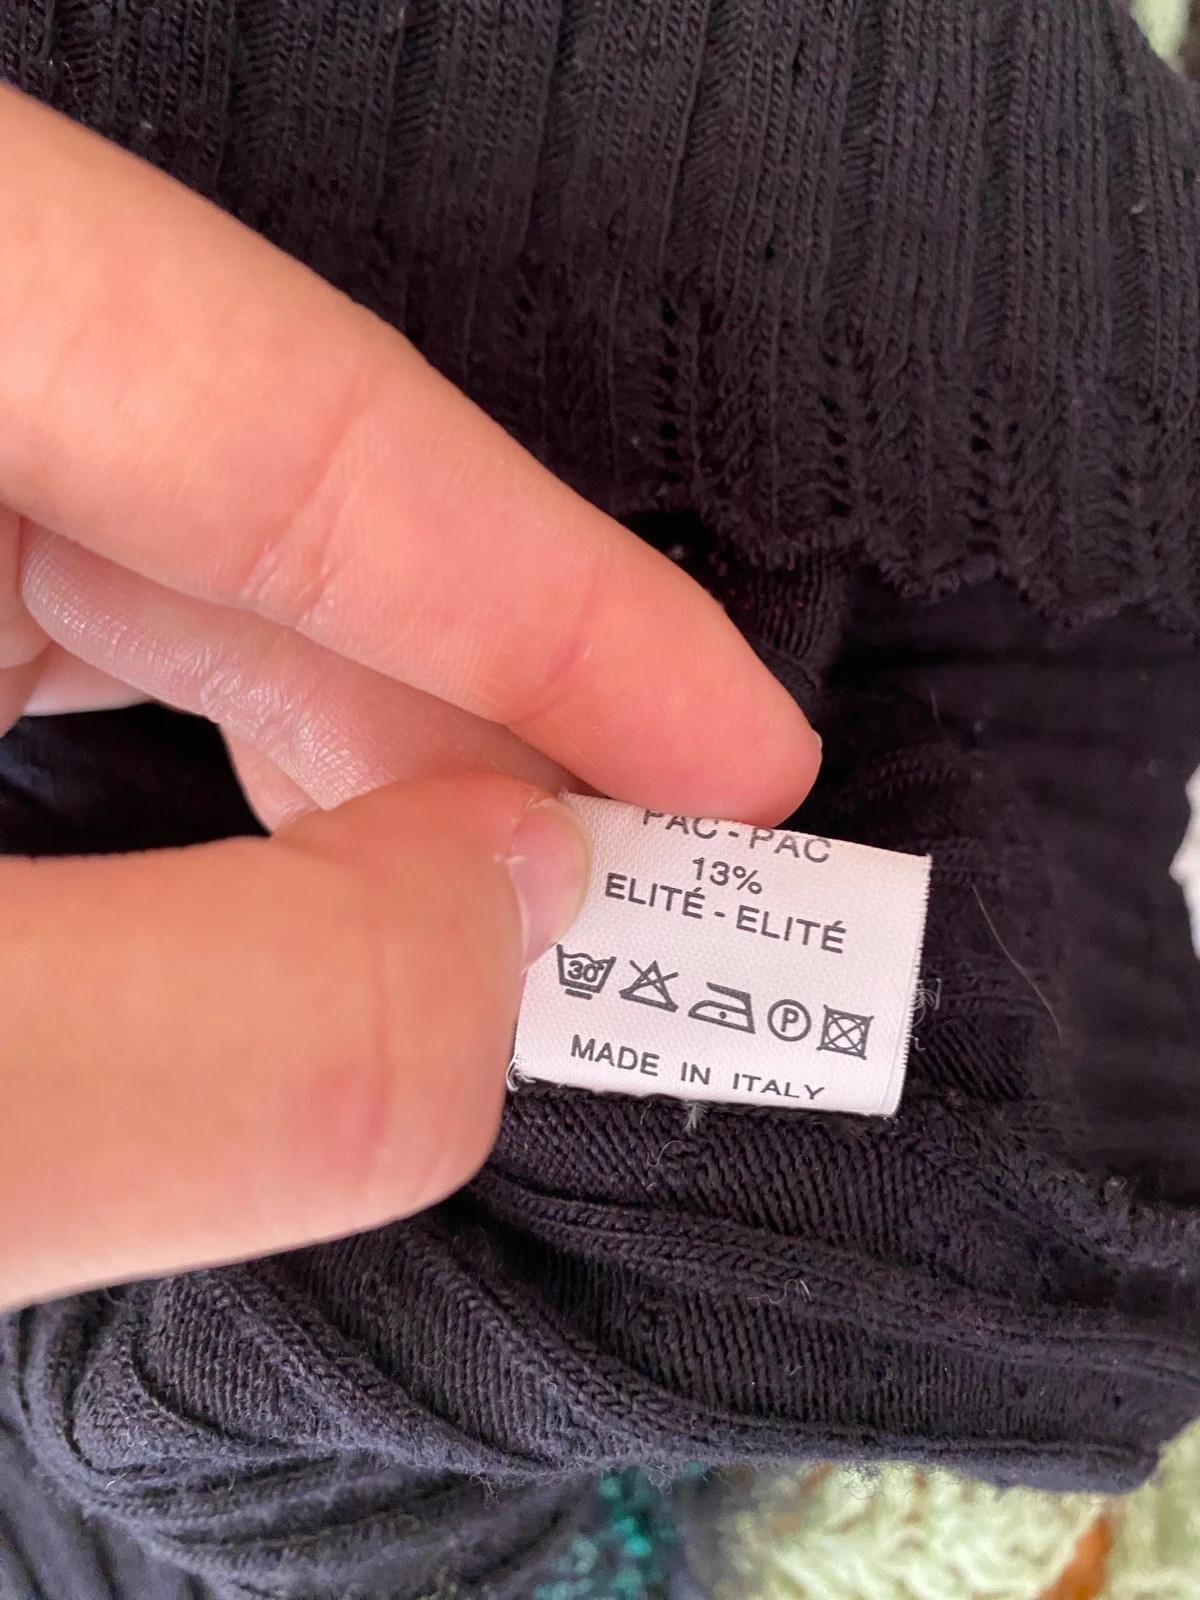 PAC - PAC
13%
ELITÉ - ELITÉ
30°
P
MADE IN ITALY